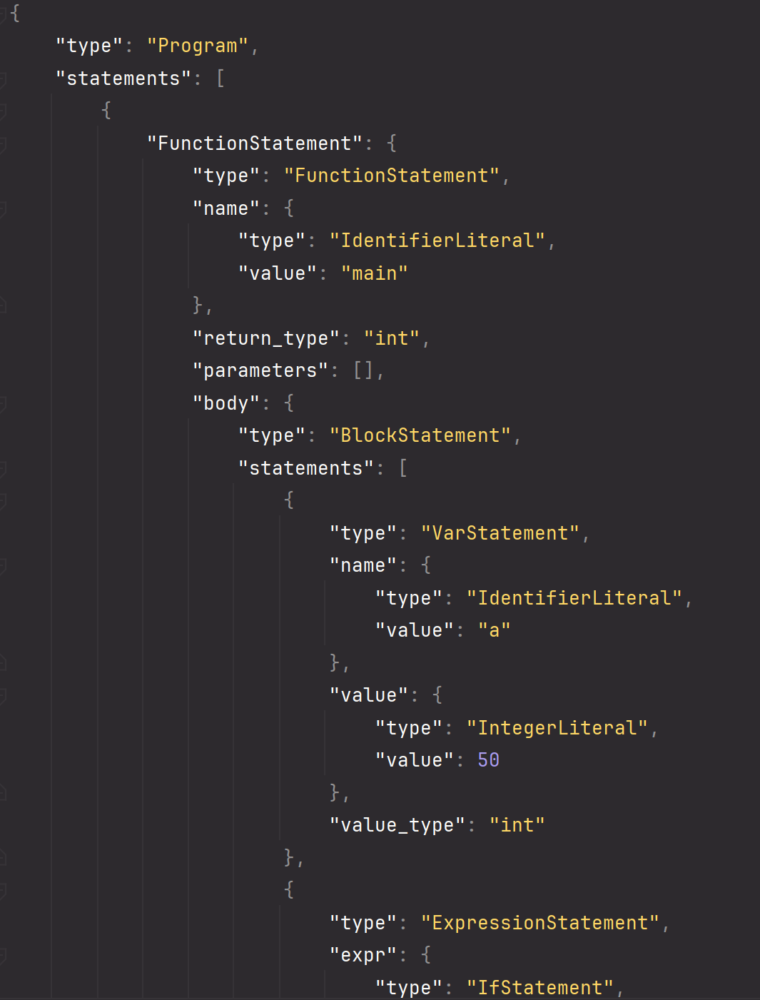 {
"type": "Program",
"statements": [
{
"FunctionStatement": {
"type": "FunctionStatement",
"name": {
"type": "IdentifierLiteral",
"value": "main"
},
"return_type": "int",
"parameters": [],
"body": {
"type": "BlockStatement",
"statements": [
{
"type": "VarStatement",
"name": {
"type": "IdentifierLiteral",
"value": "a"
},
"value": {
"type": "IntegerLiteral",
"value": 50
},
"value_type": "int"
},
{
"type": "ExpressionStatement",
"expr": {
"type": "IfStatement",